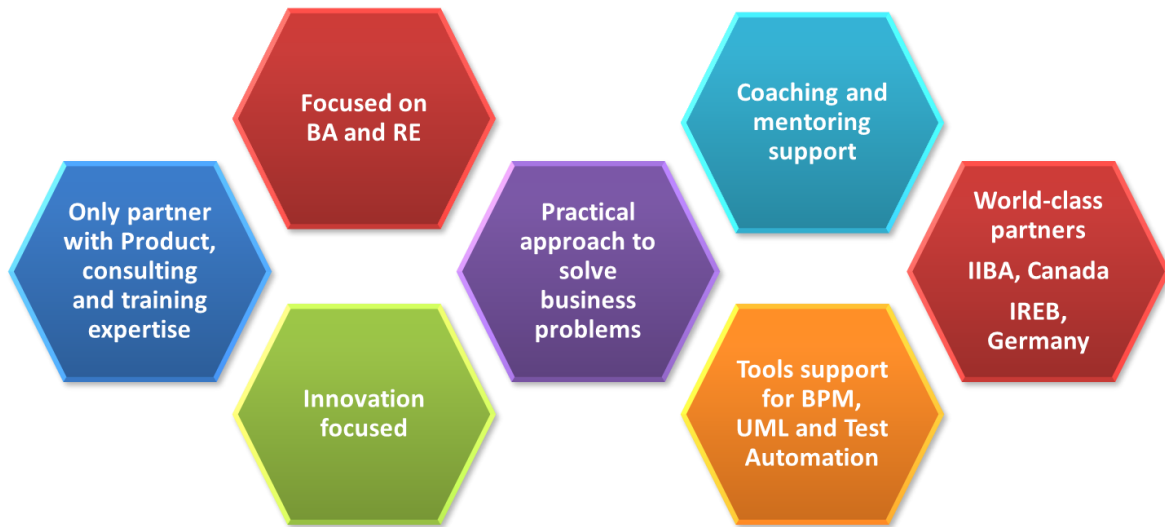 Focused on
BA and RE
Coaching and
mentoring
support
Only partner
with Product,
consulting
and training
expertise
Practical
approach to
solve
business
problems
World-class
partners
IIBA, Canada
IREB,
Germany
Innovation
focused
Tools support
for BPM,
UML and Test
Automation